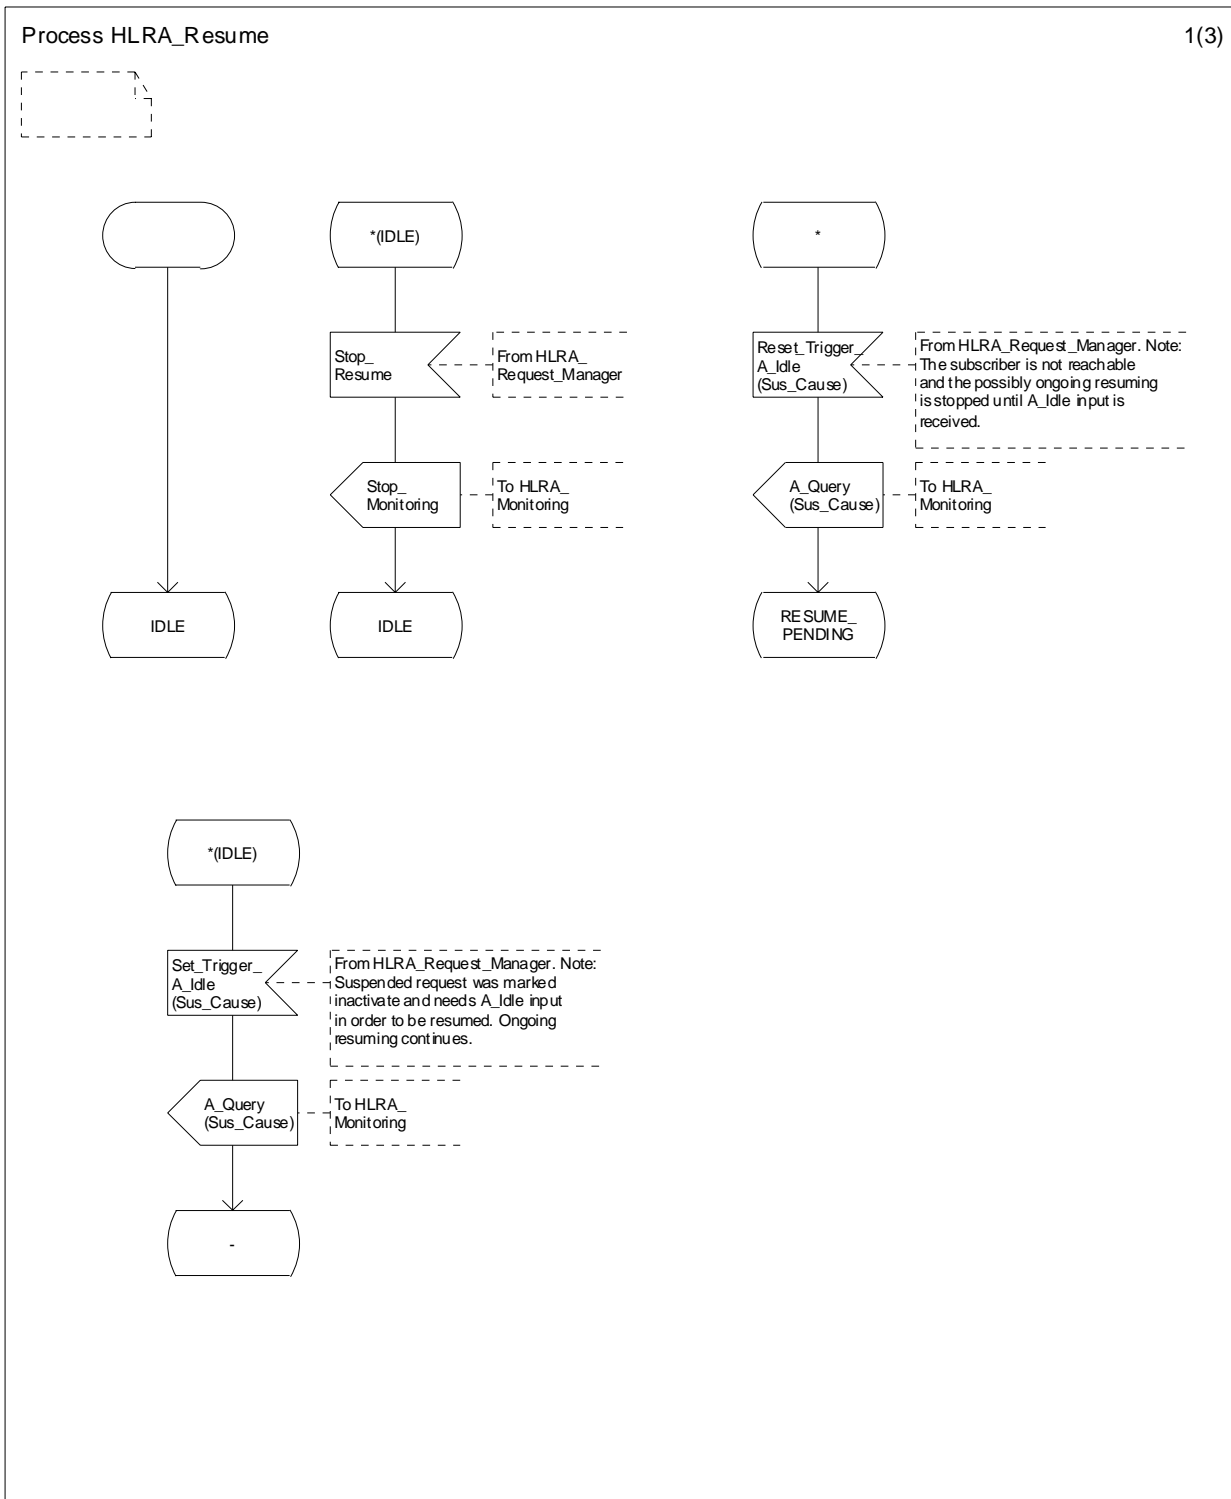 Process HLRA_Resume
1(3)
*(IDLE)
*
Stop_
Resume
From HLRA_
Request_Manager
Reset_Trigger_
A_Idle
(Sus_Cause)
From HLRA_Request_Manager. Note:
The subscriber is not reachable
and the possibly ongoing resuming
is stopped until A_Idle input is
received.
Stop_
Monitoring
To HLRA_
Monitoring
A_Query
(Sus_Cause)
To HLRA_
Monitoring
IDLE
IDLE
RESUME_
PENDING
*(IDLE)
Set_Trigger_
A_Idle
(Sus_Cause)
From HLRA_Request_Manager. Note:
Suspended request was marked
inactivate and needs A_Idle input
in order to be resumed. Ongoing
resuming continues.
A_Query
(Sus_Cause)
To HLRA_
Monitoring
-